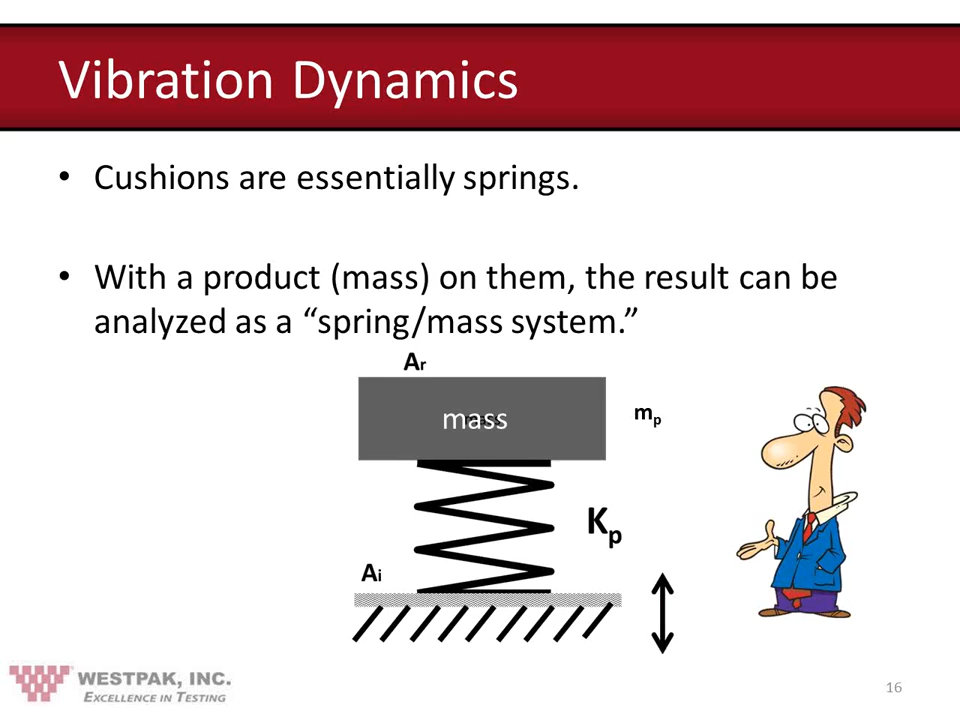 Vibration Dynamics
• Cushions are essentially springs.
• With a product (mass) on them, the result can be
analyzed as a “spring/mass system.”
Ar
mass
mp
Kp
Ai
WESTPAK, INC.
EXCELLENCE IN TESTING
16